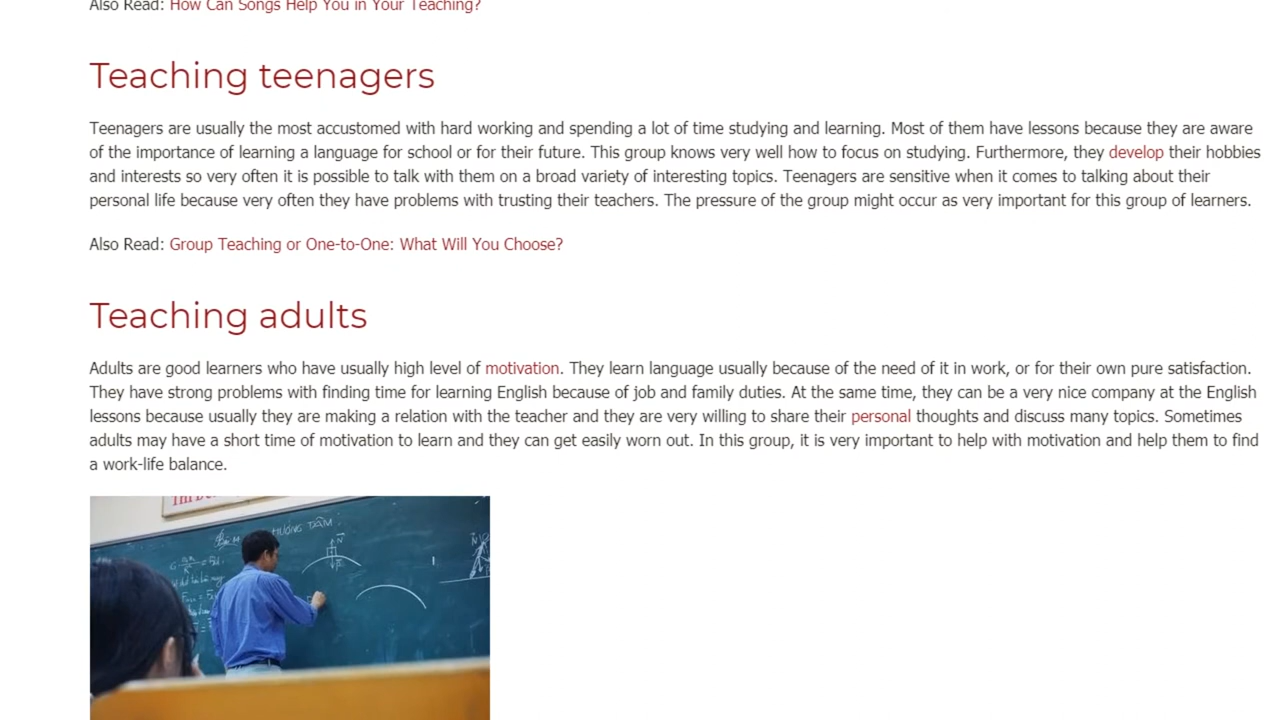 Also Read: How Can Songs Help You in Your Teaching?
Teaching teenagers
Teenagers are usually the most accustomed with hard working and spending a lot of time studying and learning. Most of them have lessons because they are aware
of the importance of learning a language for school or for their future. This group knows very well how to focus on studying. Furthermore, they develop their hobbies
and interests so very often it is possible to talk with them on a broad variety of interesting topics. Teenagers are sensitive when it comes to talking about their
personal life because very often they have problems with trusting their teachers. The pressure of the group might occur as very important for this group of learners.
Also Read: Group Teaching or One-to-One: What Will You Choose?
Teaching adults
Adults are good learners who have usually high level of motivation. They learn language usually because of the need of it in work, or for their own pure satisfaction.
They have strong problems with finding time for learning English because of job and family duties. At the same time, they can be a very nice company at the English
lessons because usually they are making a relation with the teacher and they are very willing to share their personal thoughts and discuss many topics. Sometimes
adults may have a short time of motivation to learn and they can get easily worn out. In this group, it is very important to help with motivation and help them to find
a work-life balance.